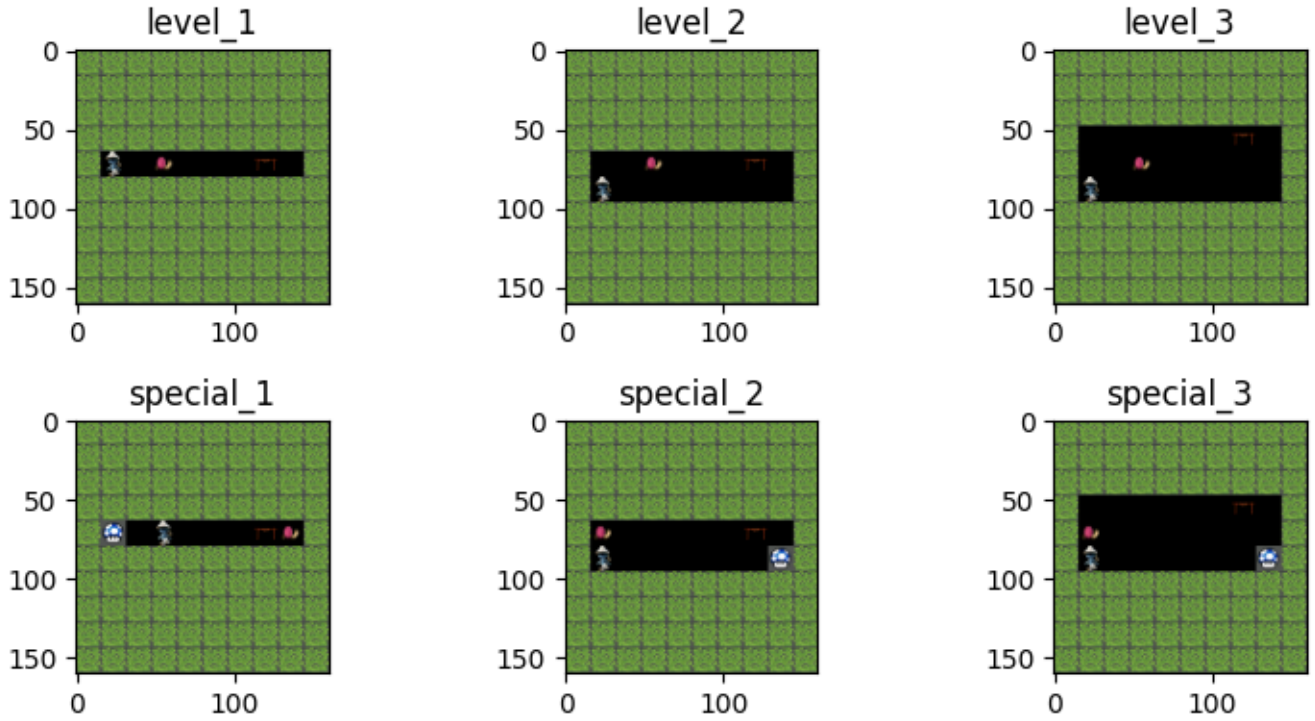 level_1 level_2 level_3
0 0 0
50 50 50
100 100 100
150 150 150
0 100 0 100 0 100
special_1 special_2 special_3
0 0 0
50 50 50
100 100 100
150 150 150
0 100 0 100 0 100